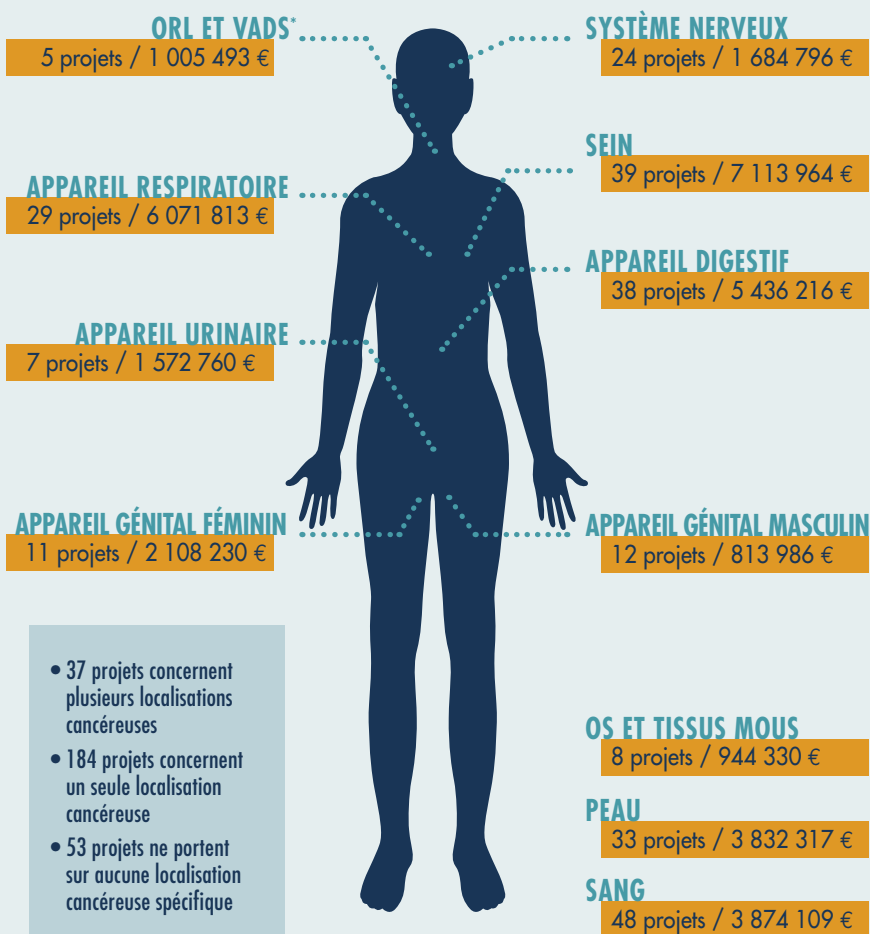 ORL ET VADS*
5 projets / 1 005 493 €
APPAREIL RESPIRATOIRE
29 projets / 6 071 813 €
APPAREIL URINAIRE
7 projets / 1 572 760 €
APPAREIL GÉNITAL FÉMININ
11 projets / 2 108 230 €
• 37 projets concernent
plusieurs localisations
cancéreuses
• 184 projets concernent
un seule localisation
cancéreuse
• 53 projets ne portent
sur aucune localisation
cancéreuse spécifique
SYSTÈME NERVEUX
24 projets / 1 684 796 €
SEIN
39 projets / 7 113 964 €
APPAREIL DIGESTIF
38 projets / 5 436 216 €
APPAREIL GÉNITAL MASCULIN
12 projets / 813 986 €
OS ET TISSUS MOUS
8 projets / 944 330 €
PEAU
33 projets / 3 832 317 €
SANG
48 projets / 3 874 109 €